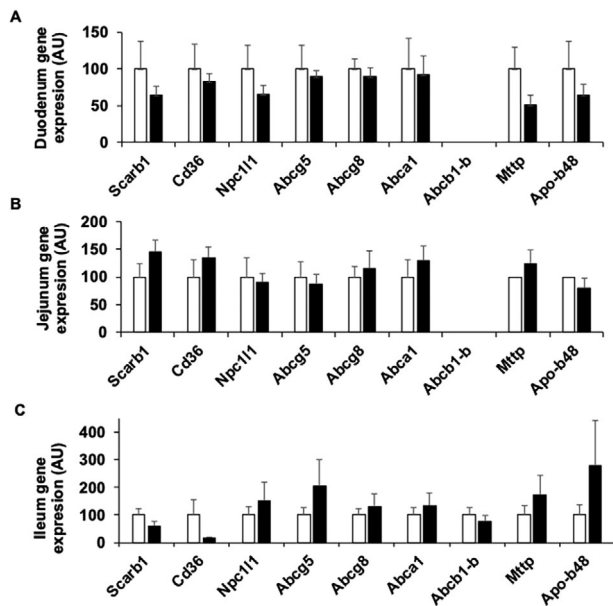 A
Duodenum gene
expression (AU)
150
100
50
0
Scarb1
Cd36
Npc1l1
Abcg5
Abcg8
Abca1
Abcb1-b
Mttp
Apo-b48
B
Jejunum gene
expression (AU)
200
150
100
50
0
Scarb1
Cd36
Npc1l1
Abcg5
Abcg8
Abca1
Abcb1-b
Mttp
Apo-b48
C
Ileum gene
expresion (AU)
400
300
200
100
0
Scarb1
Cd36
Npc1l1
Abcg5
Abcg8
Abca1
Abcb1-b
Mttp
Apo-b48